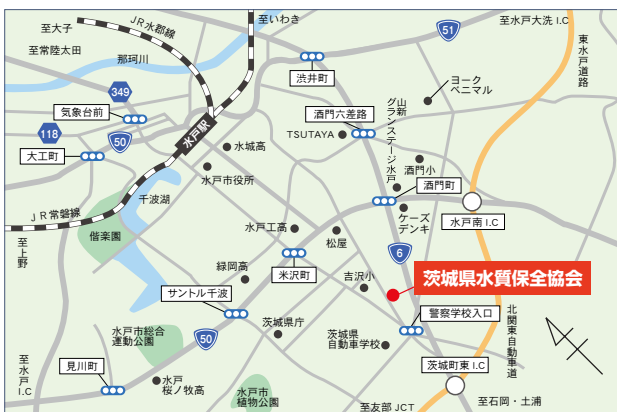 至大子
JR水郡線
至いわき
至水戸大洗I.C
51
至常陸太田
那珂川
渋井町
東水戸道路
ヨーク
ベニマル
349
気象台前
118
50
大工町
水戸駅
水城高
水戸市役所
酒門六差路
TSUTAYA
山新
グランステージ水戸
酒門小
酒門町
千波湖
JR常磐線
偕楽園
至上野
水戸工高
松屋
ケーズ
デンキ
水戸南I.C
6
米沢町
緑岡高
吉沢小
茨城県水質保全協会
サントル千波
警察学校入口
北関東自動車道
水戸市総合
運動公園
50
茨城県庁
茨城県
自動車学校
見川町
至水戸I.C
水戸
桜ノ牧高
水戸市
植物公園
茨城町東I.C
至友部JCT
至石岡・土浦